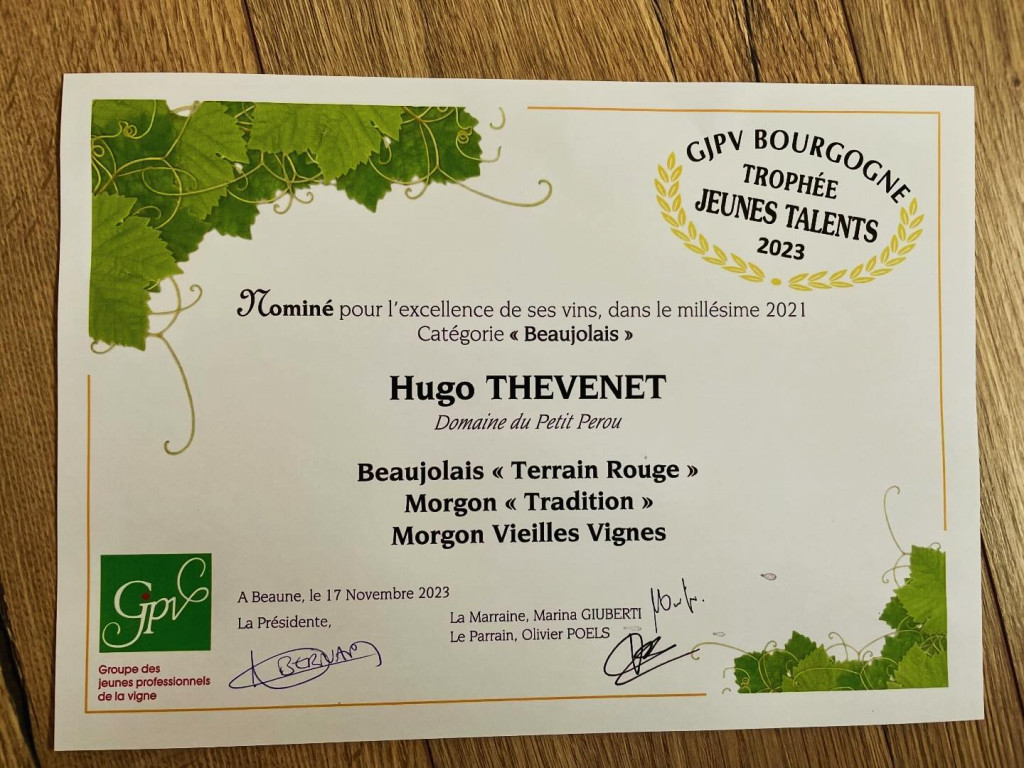 GJPV BOURGOGNE
TROPHÉE
JEUNES TALENTS
2023
Nominé pour l'excellence de ses vins, dans le millésime 2021
Catégorie « Beaujolais »
Hugo THEVENET
Domaine du Petit Perou
Beaujolais « Terrain Rouge »
Morgon « Tradition »
Morgon Vieilles Vignes
A Beaune, le 17 Novembre 2023
La Présidente,
La Marraine, Marina GIUBERTI
Le Parrain, Olivier POELS
Gjpv
Groupe des
jeunes professionnels
de la vigne